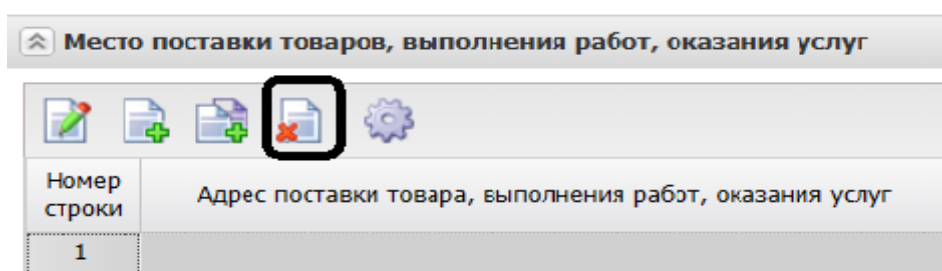 Место поставки товаров, выполнения работ, оказания услуг
Номер
строки
Адрес поставки товара, выполнения работ, оказания услуг
1